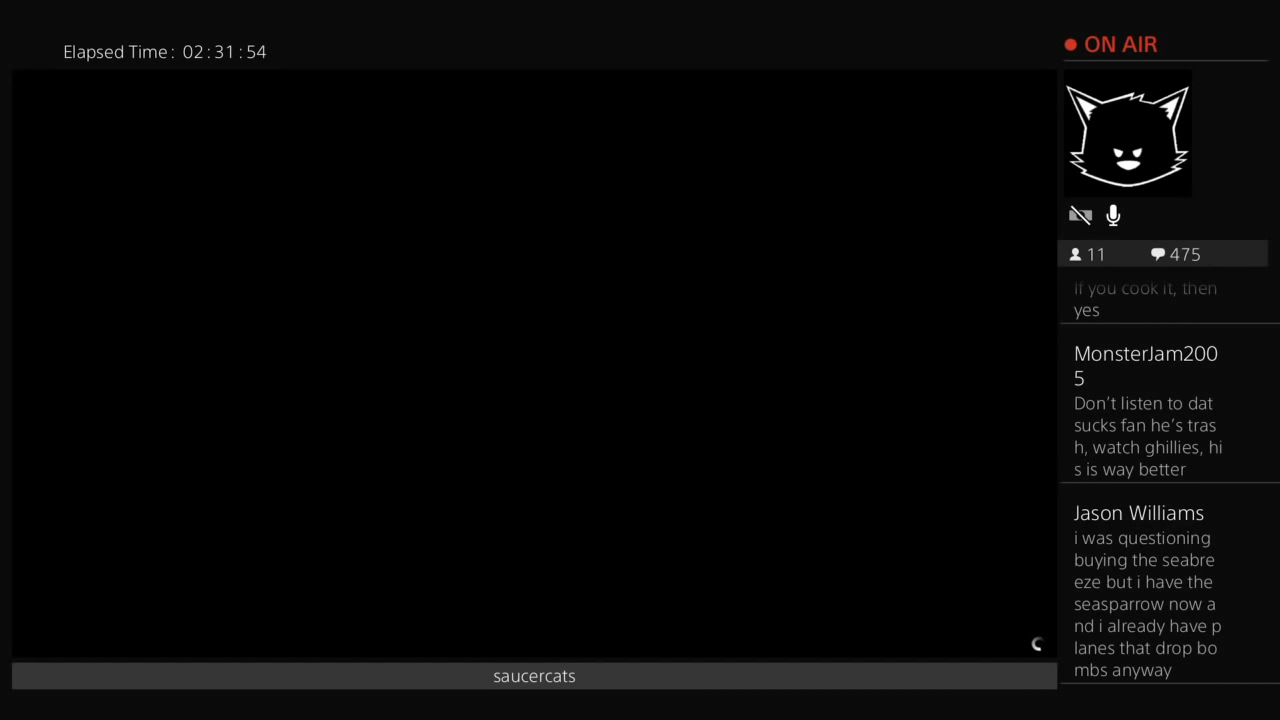 Elapsed Time: 02:31:54
ON AIR
11 475
If you cook it, then
yes
MonsterJam200
5
Don't listen to dat
sucks fan he's tras
h, watch ghillies, hi
s is way better
Jason Williams
i was questioning
buying the seabre
eze but i have the
seasparrow now a
nd i already have p
lanes that drop bo
mbs anyway
saucercats